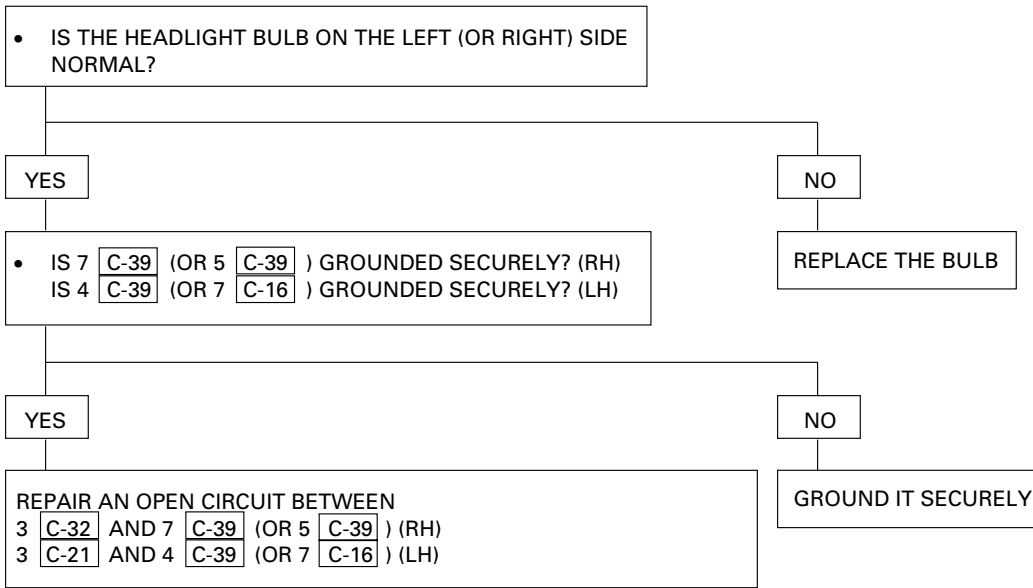 • IS THE HEADLIGHT BULB ON THE LEFT (OR RIGHT) SIDE
NORMAL?
YES
NO
• IS 7 C-39 (OR 5 C-39 ) GROUNDED SECURELY? (RH)
IS 4 C-39 (OR 7 C-16 ) GROUNDED SECURELY? (LH)
REPLACE THE BULB
YES
NO
REPAIR AN OPEN CIRCUIT BETWEEN
3 C-32 AND 7 C-39 (OR 5 C-39 ) (RH)
3 C-21 AND 4 C-39 (OR 7 C-16 ) (LH)
GROUND IT SECURELY